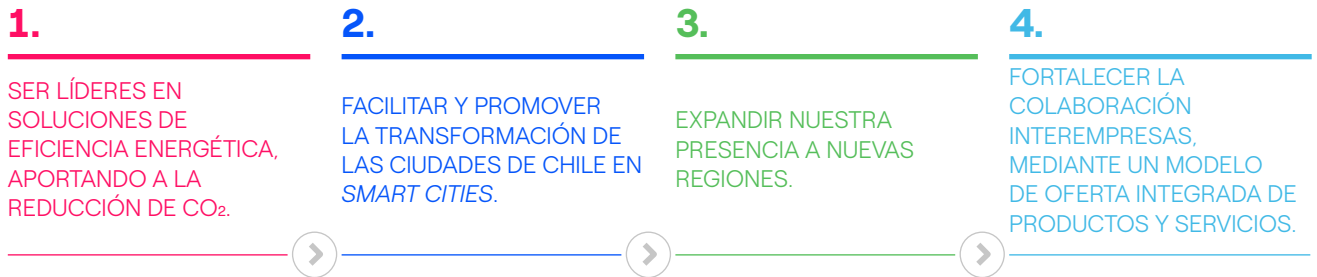 1.
SER LÍDERES EN
SOLUCIONES DE
EFICIENCIA ENERGÉTICA,
APORTANDO A LA
REDUCCIÓN DE CO₂.
2.
FACILITAR Y PROMOVER
LA TRANSFORMACIÓN DE
LAS CIUDADES DE CHILE EN
SMART CITIES.
3.
EXPANDIR NUESTRA
PRESENCIA A NUEVAS
REGIONES.
4.
FORTALECER LA
COLABORACIÓN
INTEREMPRESAS,
MEDIANTE UN MODELO
DE OFERTA INTEGRADA DE
PRODUCTOS Y SERVICIOS.